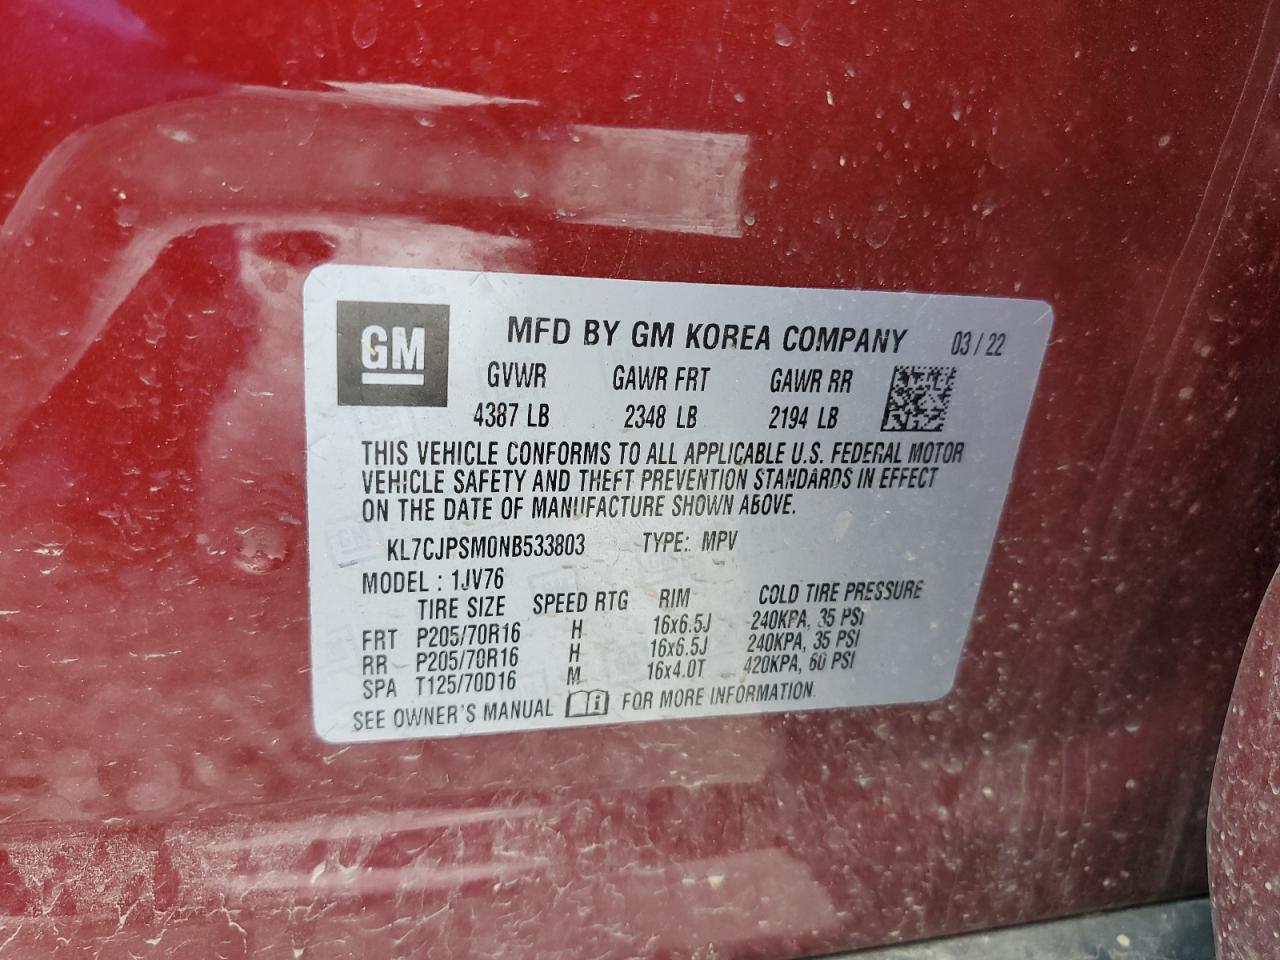 GM
MFD BY GM KOREA COMPANY 03 / 22
GVWR GAWR FRT GAWR RR
4387 LB 2348 LB 2194 LB
THIS VEHICLE CONFORMS TO ALL APPLICABLE U.S. FEDERAL MOTOR
VEHICLE SAFETY AND THEFT PREVENTION STANDARDS IN EFFECT
ON THE DATE OF MANUFACTURE SHOWN ABOVE.
KL7CJPSM0NB533803 TYPE: MPV
MODEL : 1JV76
TIRE SIZE SPEED RTG RIM COLD TIRE PRESSURE
FRT P205/70R16 H 16x6.5J 240KPA, 35 PSI
RR P205/70R16 H 16x6.5J 240KPA, 35 PSI
SPA T125/70D16 M 16x4.0T 420KPA, 60 PSI
SEE OWNER'S MANUAL i FOR MORE INFORMATION.